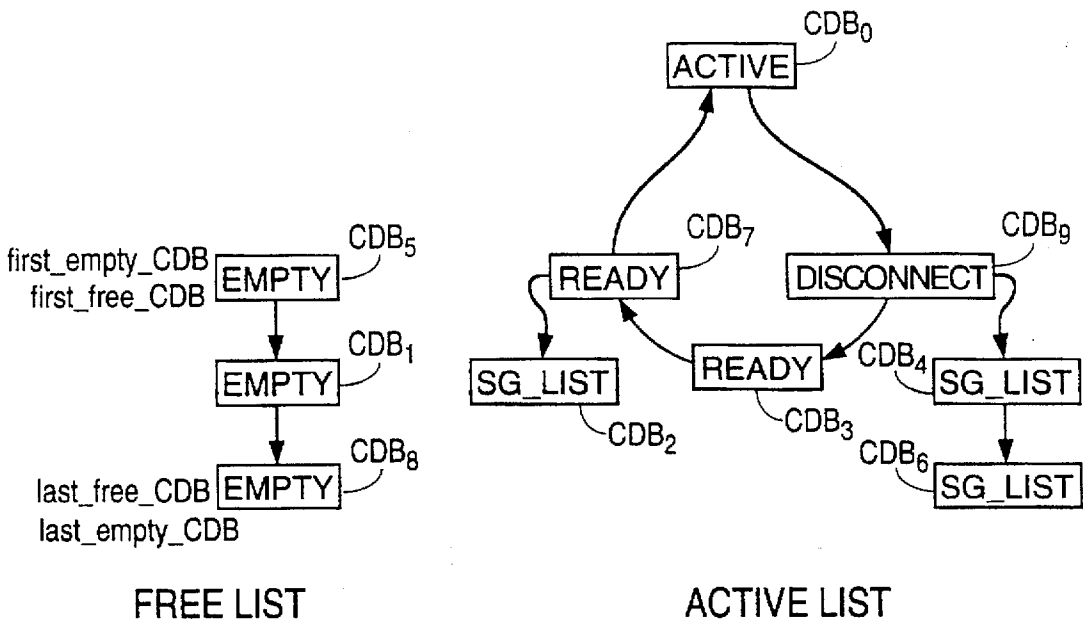 CDB0
ACTIVE
CDB5
first_empty_CDB
first_free_CDB
EMPTY
CDB7
READY
CDB9
DISCONNECT
CDB1
EMPTY
SG_LIST
CDB2
READY
CDB3
CDB4
SG_LIST
CDB8
last_free_CDB
last_empty_CDB
EMPTY
CDB6
SG_LIST
FREE LIST
ACTIVE LIST